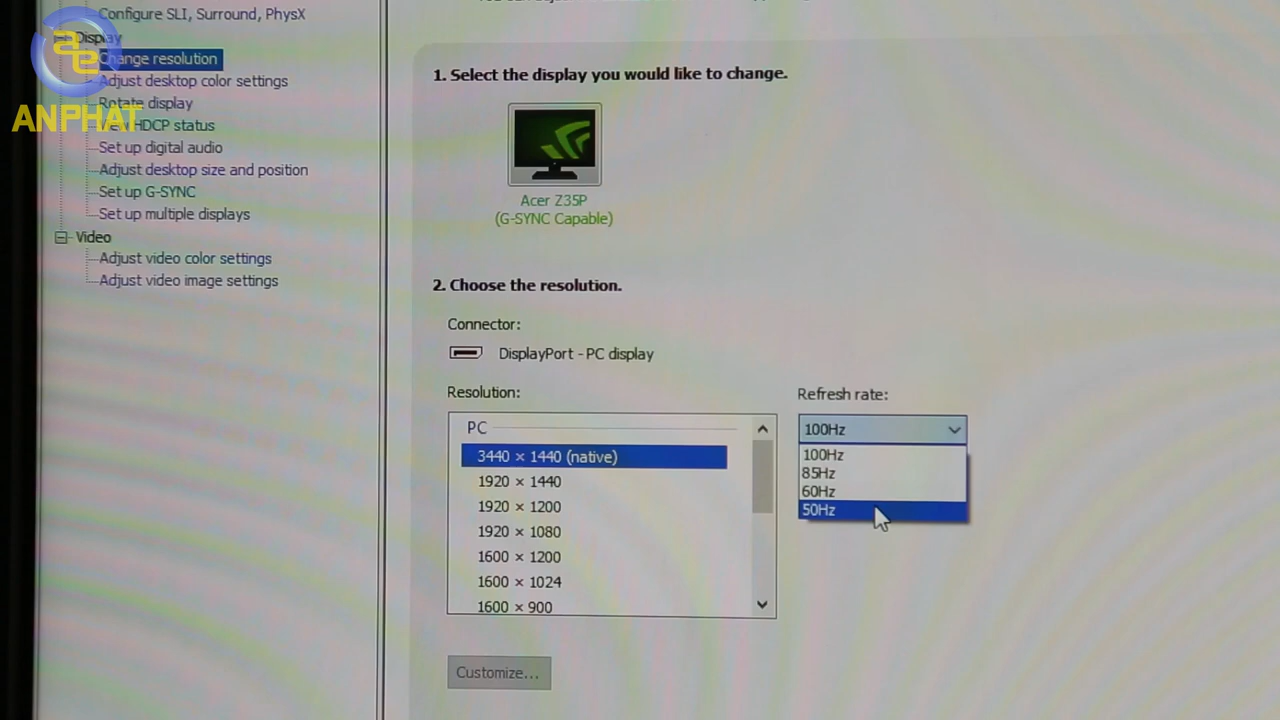 Configure SLI, Surround, PhysX
Display
Change resolution
Adjust desktop color settings
Rotate display
View HDCP status
Set up digital audio
Adjust desktop size and position
Set up G-SYNC
Set up multiple displays
Video
Adjust video color settings
Adjust video image settings
ae
ANPHAT
1. Select the display you would like to change.
Acer Z35P
(G-SYNC Capable)
2. Choose the resolution.
Connector:
DisplayPort - PC display
Resolution:
PC
3440 × 1440 (native)
1920 × 1440
1920 × 1200
1920 × 1080
1600 × 1200
1600 × 1024
1600 × 900
Refresh rate:
100Hz
100Hz
85Hz
60Hz
50Hz
Customize...